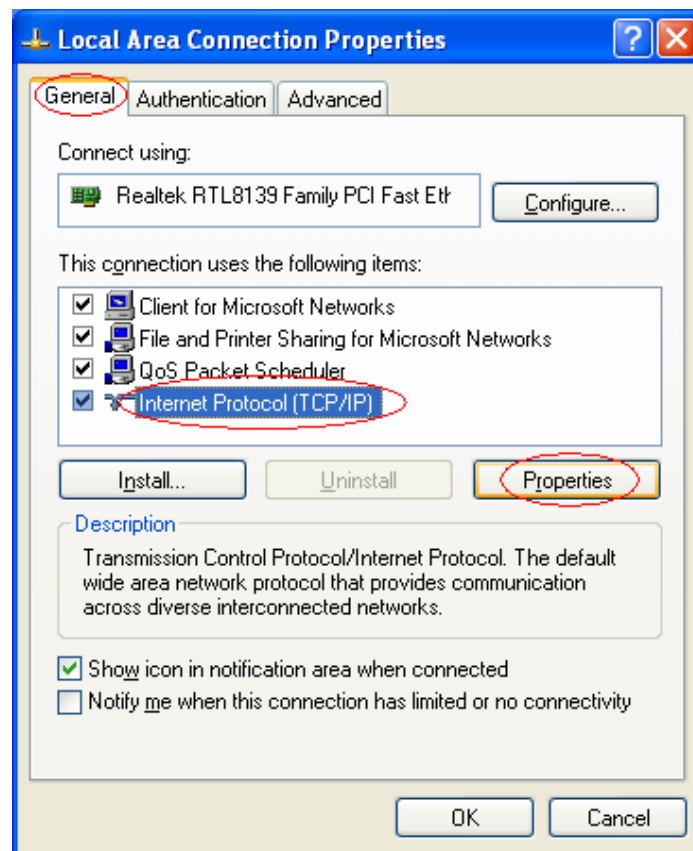 Local Area Connection Properties
General Authentication Advanced
Connect using:
Realtek RTL8139 Family PCI Fast Eth
Configure...
This connection uses the following items:
Client for Microsoft Networks
File and Printer Sharing for Microsoft Networks
QoS Packet Scheduler
Internet Protocol (TCP/IP)
Install... Uninstall Properties
Description
Transmission Control Protocol/Internet Protocol. The default
wide area network protocol that provides communication
across diverse interconnected networks.
Show icon in notification area when connected
Notify me when this connection has limited or no connectivity
OK Cancel